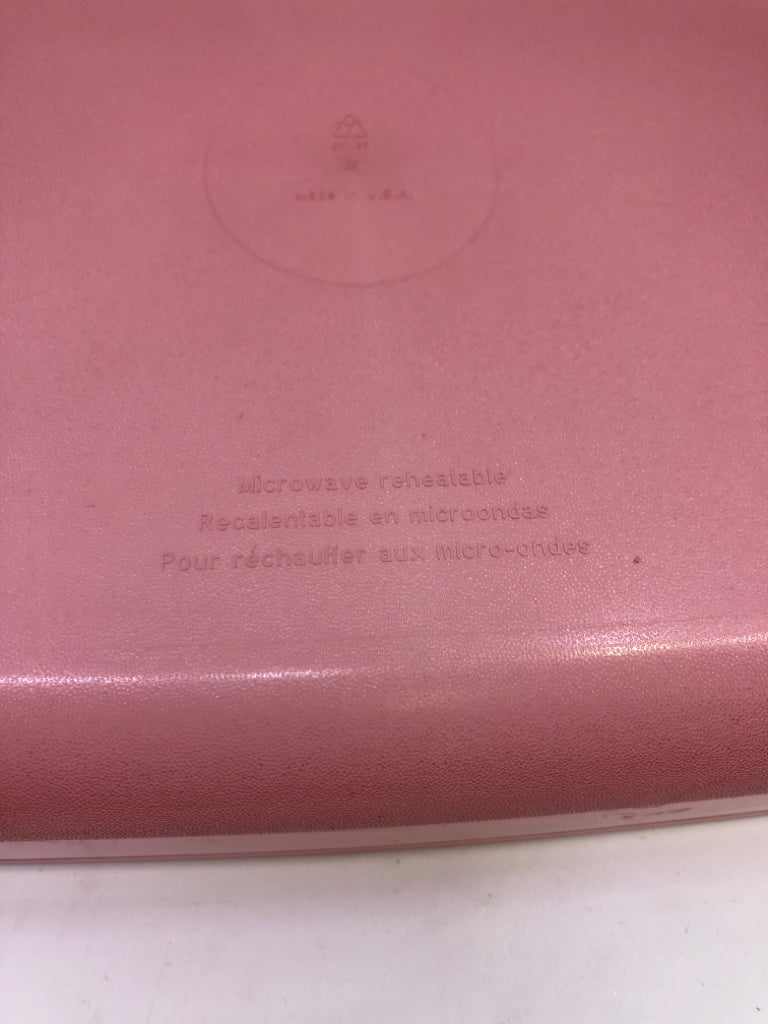 Made in U.S.A.
Microwave reheatable
Recalentable en microondas
Pour réchauffer aux micro-ondes